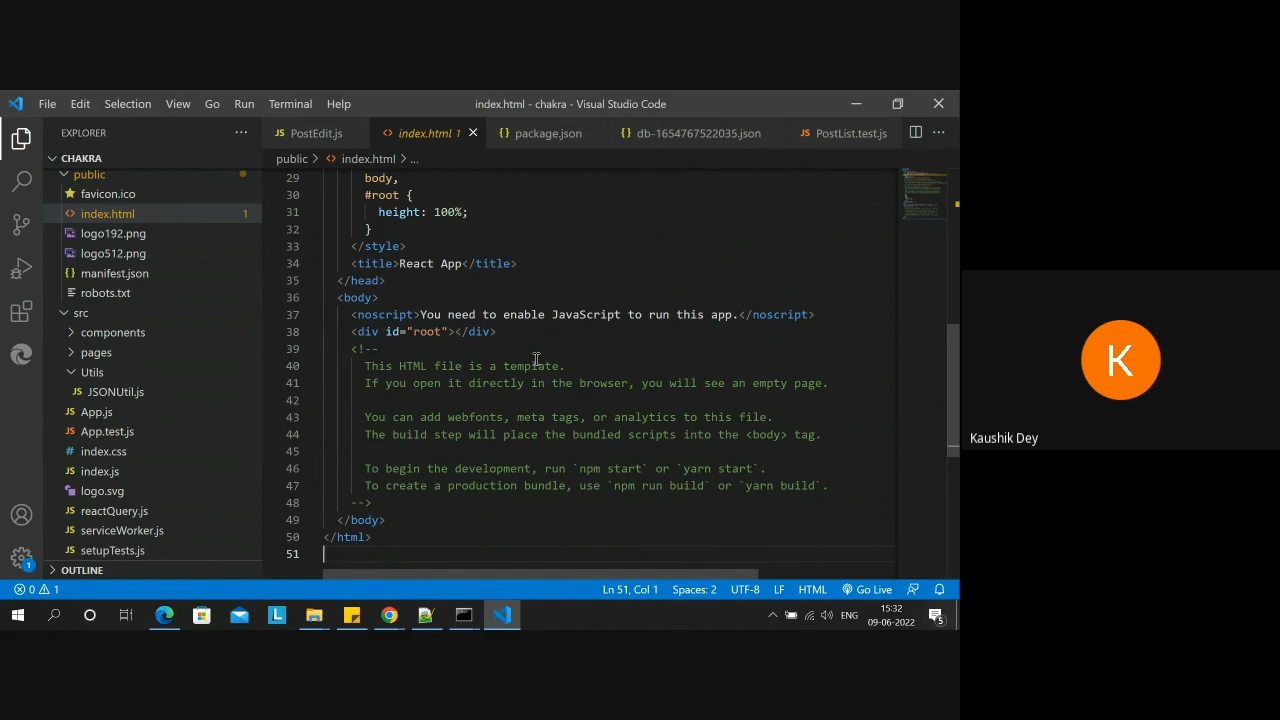 File Edit Selection View Go Run Terminal Help
index.html - chakra - Visual Studio Code
EXPLORER
PostEdit.js
index.html 1
package.json
db-1654767522035.json
PostList.test.js
CHAKRA
public > index.html > ...
public
favicon.ico
index.html 1
logo192.png
logo512.png
manifest.json
robots.txt
src
components
pages
Utils
JSONUtil.js
App.js
App.test.js
index.css
index.js
logo.svg
reactQuery.js
serviceWorker.js
setupTests.js
OUTLINE
29 body,
30 #root {
31 height: 100%;
32 }
33 </style>
34 <title>React App</title>
35 </head>
36 <body>
37 <noscript>You need to enable JavaScript to run this app.</noscript>
38 <div id="root"></div>
39 <!--
40 This HTML file is a template.
41 If you open it directly in the browser, you will see an empty page.
42
43 You can add webfonts, meta tags, or analytics to this file.
44 The build step will place the bundled scripts into the <body> tag.
45
46 To begin the development, run `npm start` or `yarn start`.
47 To create a production bundle, use `npm run build` or `yarn build`.
48 -->
49 </body>
50 </html>
51
0 1
Ln 51, Col 1 Spaces: 2 UTF-8 LF HTML Go Live
1
L
ENG
15:32
09-06-2022
5
K
Kaushik Dey